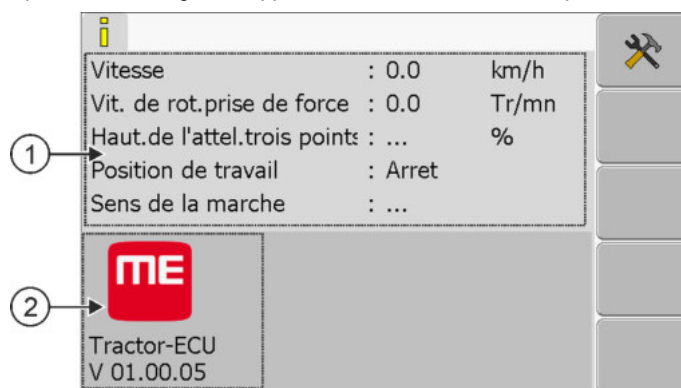 Vitesse : 0.0 km/h
Vit. de rot.prise de force : 0.0 Tr/mn
Haut.de l'attel.trois points : ... %
1
Position de travail : Arret
Sens de la marche : ...
ME
2
Tractor-ECU
V 01.00.05